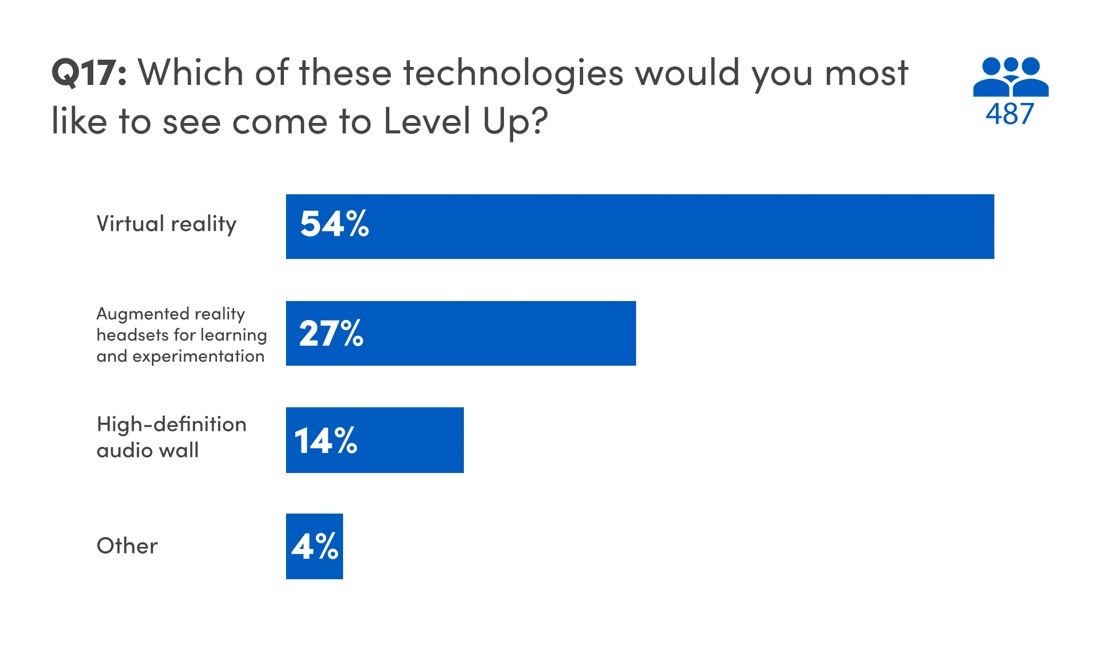 Q17: Which of these technologies would you most
like to see come to Level Up?
487
Virtual reality
54%
Augmented reality
headsets for learning
and experimentation
27%
High-definition
audio wall
14%
Other
4%